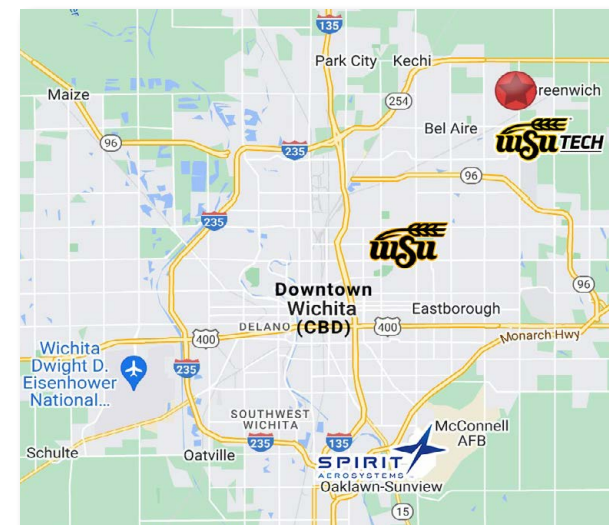 135
Park City
Kechi
Maize
254
reenwich
Bel Aire
WSU TECH
96
235
96
235
WSU
96
Downtown
Wichita
(CBD)
Eastborough
DELANO
400
400
Monarch Hwy
Wichita
Dwight D.
Eisenhower
National...
235
SOUTHWEST
WICHITA
McConnell
AFB
Schulte
Oatville
235
135
SPIRIT
AEROSYSTEMS
Oaklawn-Sunview
15